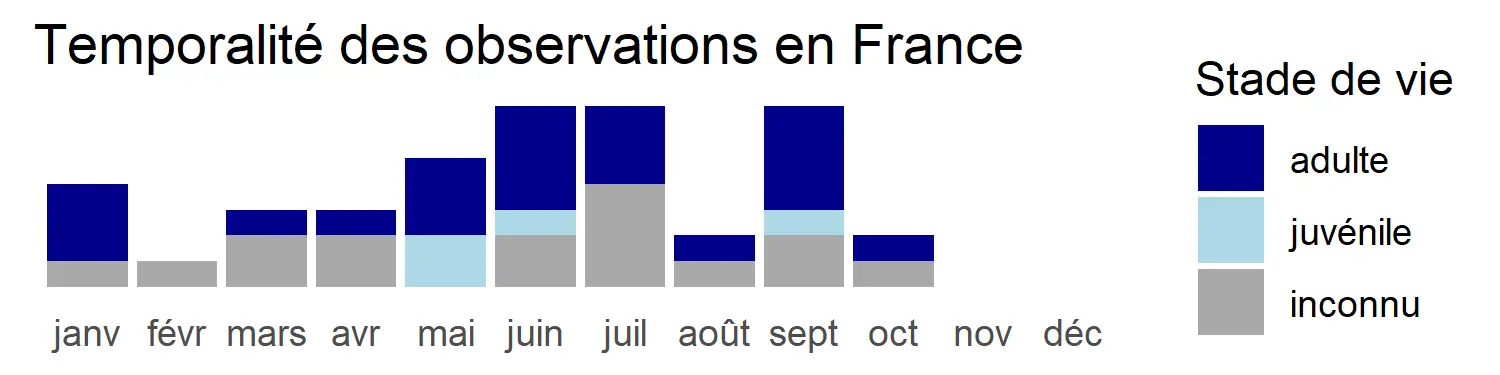 Temporalité des observations en France
janv févr mars avr mai juin juil août sept oct nov déc
Stade de vie
adulte
juvénile
inconnu